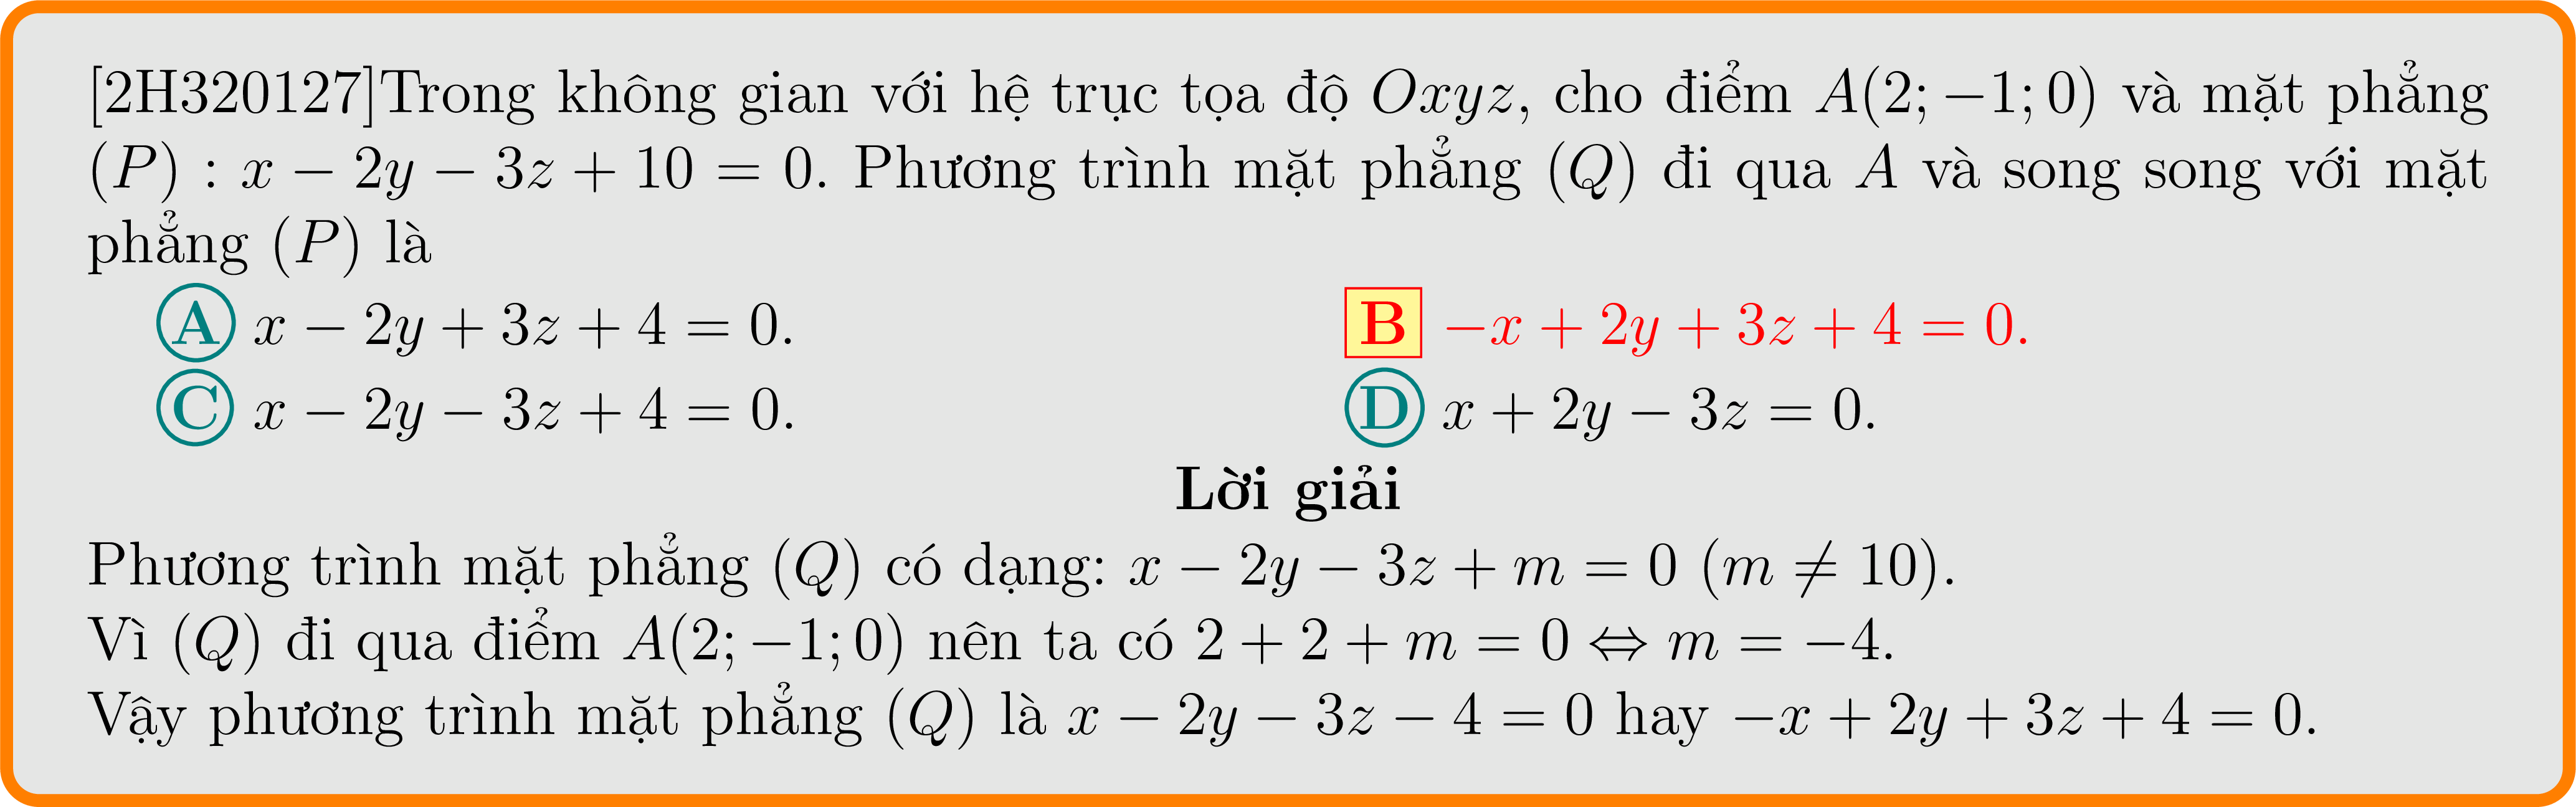 [2H320127]Trong không gian với hệ trục tọa độ Oxyz, cho điểm A(2; −1; 0) và mặt phẳng
(P) : x − 2y − 3z + 10 = 0. Phương trình mặt phẳng (Q) đi qua A và song song với mặt
phẳng (P) là
A x − 2y + 3z + 4 = 0. B −x + 2y + 3z + 4 = 0.
C x − 2y − 3z + 4 = 0. D x + 2y − 3z = 0.
Lời giải
Phương trình mặt phẳng (Q) có dạng: x − 2y − 3z + m = 0 (m ≠ 10).
Vì (Q) đi qua điểm A(2; −1; 0) nên ta có 2 + 2 + m = 0 ⇔ m = −4.
Vậy phương trình mặt phẳng (Q) là x − 2y − 3z − 4 = 0 hay −x + 2y + 3z + 4 = 0.